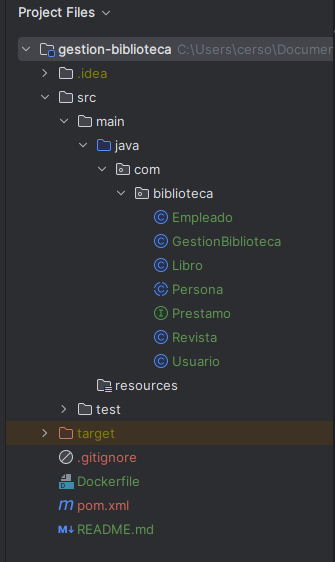 Project Files
gestion-biblioteca C:\Users\cerso\Documen
.idea
src
main
java
com
biblioteca
Empleado
GestionBiblioteca
Libro
Persona
Prestamo
Revista
Usuario
resources
test
target
.gitignore
Dockerfile
pom.xml
README.md